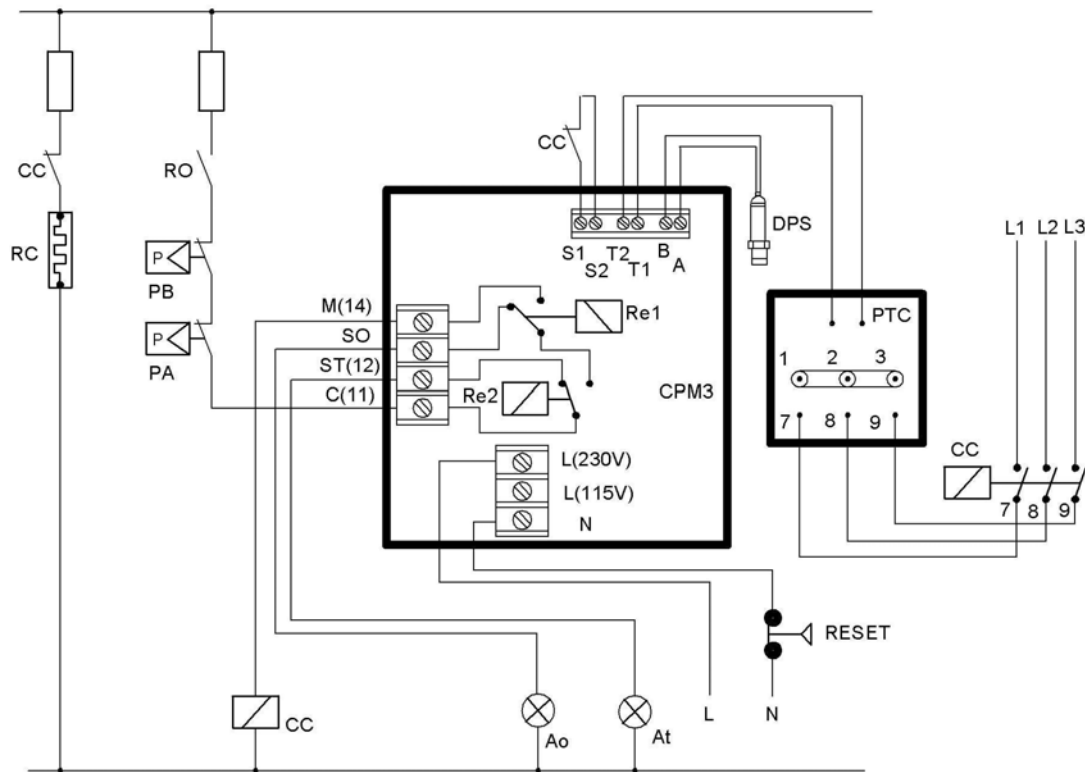 CC
RC
RO
P
PB
P
PA
CC
S1
S2
T2
T1
B
A
DPS
M(14)
SO
ST(12)
C(11)
Re1
Re2
CPM3
L(230V)
L(115V)
N
PTC
1 2 3
7 8 9
L1 L2 L3
CC
7 8 9
RESET
L N
CC
Ao
At